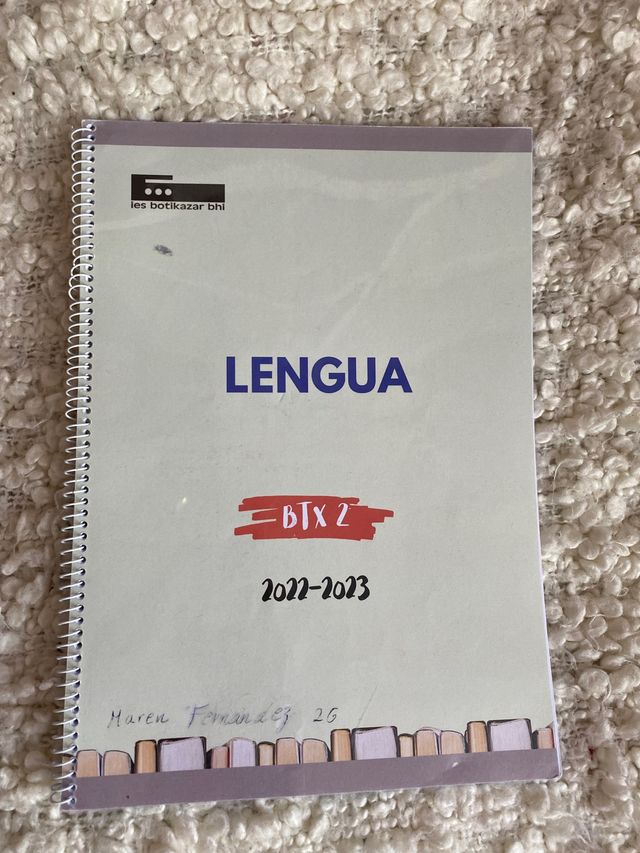 ies botikazar bhi
LENGUA
BTX 2
2022-2023
Maren Fernandez 2G